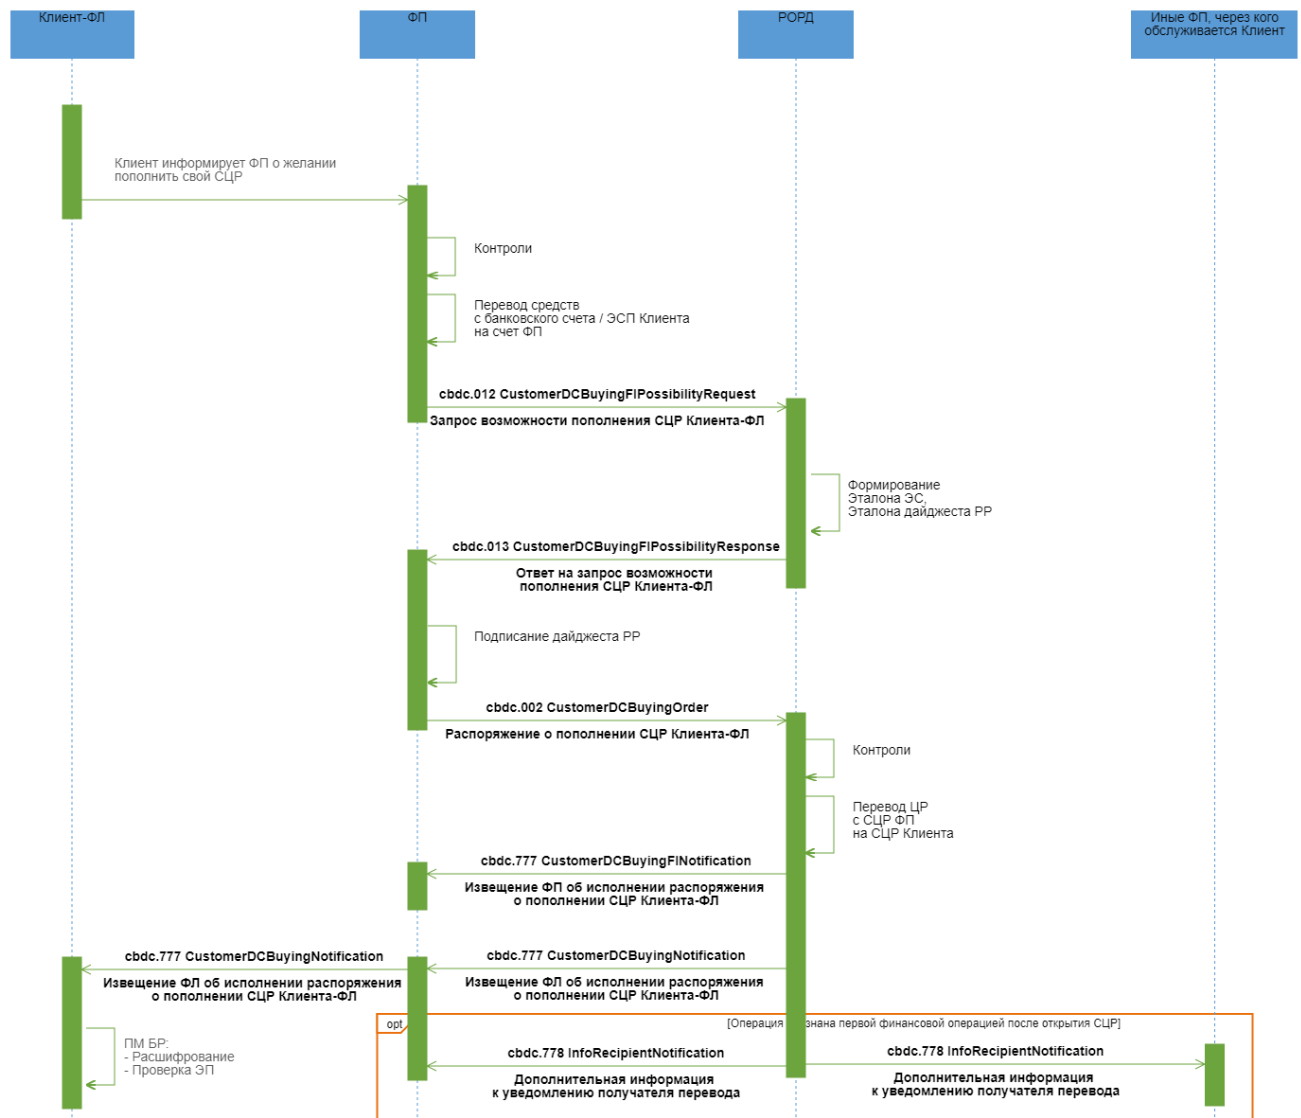 Клиент-ФЛ
ФП
РОРД
Иные ФП, через кого
обслуживается Клиент
Клиент информирует ФП о желании
пополнить свой СЦР
Контроли
Перевод средств
с банковского счета / ЭСП Клиента
на счет ФП
cbdc.012 CustomerDCBuyingFIPossibilityRequest
Запрос возможности пополнения СЦР Клиента-ФЛ
Формирование
Эталона ЭС,
Эталона дайджеста РР
cbdc.013 CustomerDCBuyingFIPossibilityResponse
Ответ на запрос возможности
пополнения СЦР Клиента-ФЛ
Подписание дайджеста РР
cbdc.002 CustomerDCBuyingOrder
Распоряжение о пополнении СЦР Клиента-ФЛ
Контроли
Перевод ЦР
с СЦР ФП
на СЦР Клиента
cbdc.777 CustomerDCBuyingFINotification
Извещение ФП об исполнении распоряжения
о пополнении СЦР Клиента-ФЛ
cbdc.777 CustomerDCBuyingNotification
Извещение ФЛ об исполнении распоряжения
о пополнении СЦР Клиента-ФЛ
cbdc.777 CustomerDCBuyingNotification
Извещение ФЛ об исполнении распоряжения
о пополнении СЦР Клиента-ФЛ
opt
[Операция знана первой финансовой операцией после открытия СЦР]
ПМ БР:
- Расшифрование
- Проверка ЭП
cbdc.778 InfoRecipientNotification
Дополнительная информация
к уведомлению получателя перевода
cbdc.778 InfoRecipientNotification
Дополнительная информация
к уведомлению получателя перевода